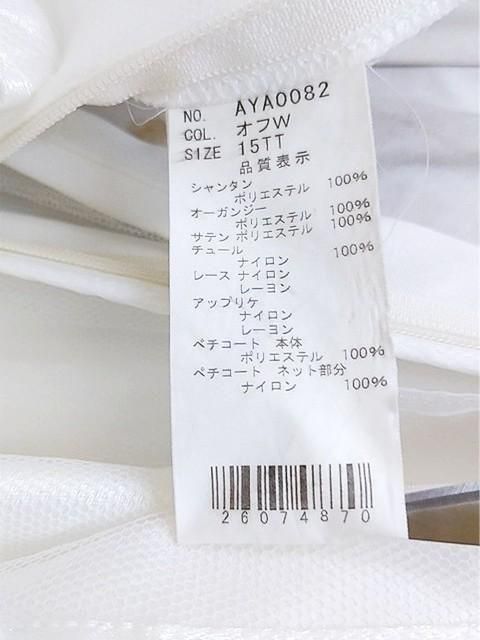 NO. AYA0082
COL. オフW
SIZE 15TT
品質表示
シャンタン
ポリエステル 100%
オーガンジー
ポリエステル 100%
サテン ポリエステル 100%
チュール
ナイロン 100%
レース ナイロン
レーヨン
アップリケ
ナイロン
レーヨン
ペチコート 本体
ポリエステル 100%
ペチコート ネット部分
ナイロン 100%
26074870